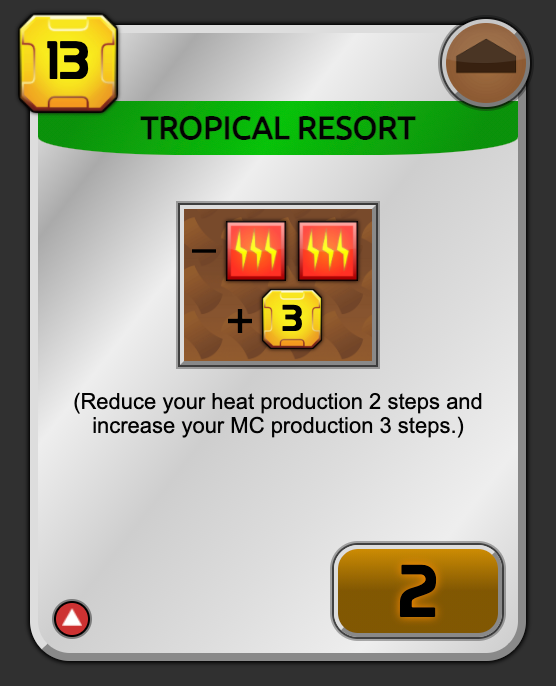 13
TROPICAL RESORT
−
+ 3
(Reduce your heat production 2 steps and
increase your MC production 3 steps.)
2